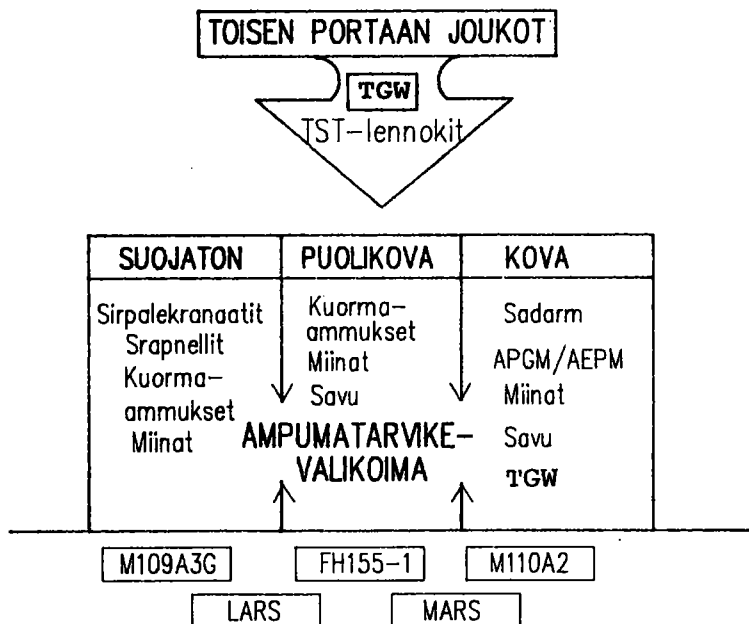 TOISEN PORTAAN JOUKOT
TGW
TST-lennokit
SUOJATON
Sirpalekranaatit
Srapnellit
Kuorma-
ammukset
Miinat
PUOLIKOVA
Kuorma-
ammukset
Miinat
Savu
KOVA
Sadarm
APGM/AEPM
Miinat
Savu
TGW
AMPUMATARVIKE-
VALIKOIMA
M109A3G
FH155-1
M110A2
LARS
MARS